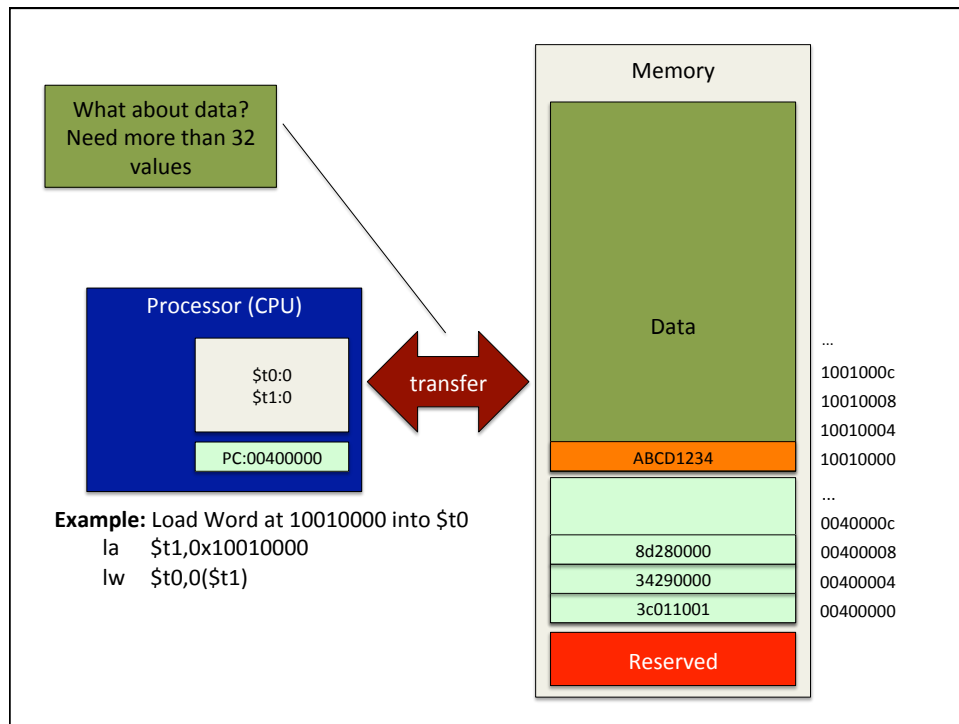 What about data?
Need more than 32
values
Processor (CPU)
$t0:0
$t1:0
PC:00400000
transfer
Example: Load Word at 10010000 into $t0
la $t1,0x10010000
lw $t0,0($t1)
Memory
Data
ABCD1234
8d280000
34290000
3c011001
Reserved
...
1001000c
10010008
10010004
10010000
...
0040000c
00400008
00400004
00400000